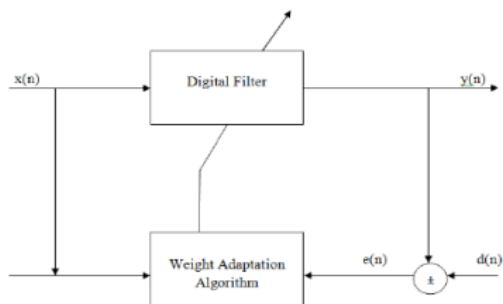 x(n)
Digital Filter
y(n)
Weight Adaptation
Algorithm
e(n)
±
d(n)